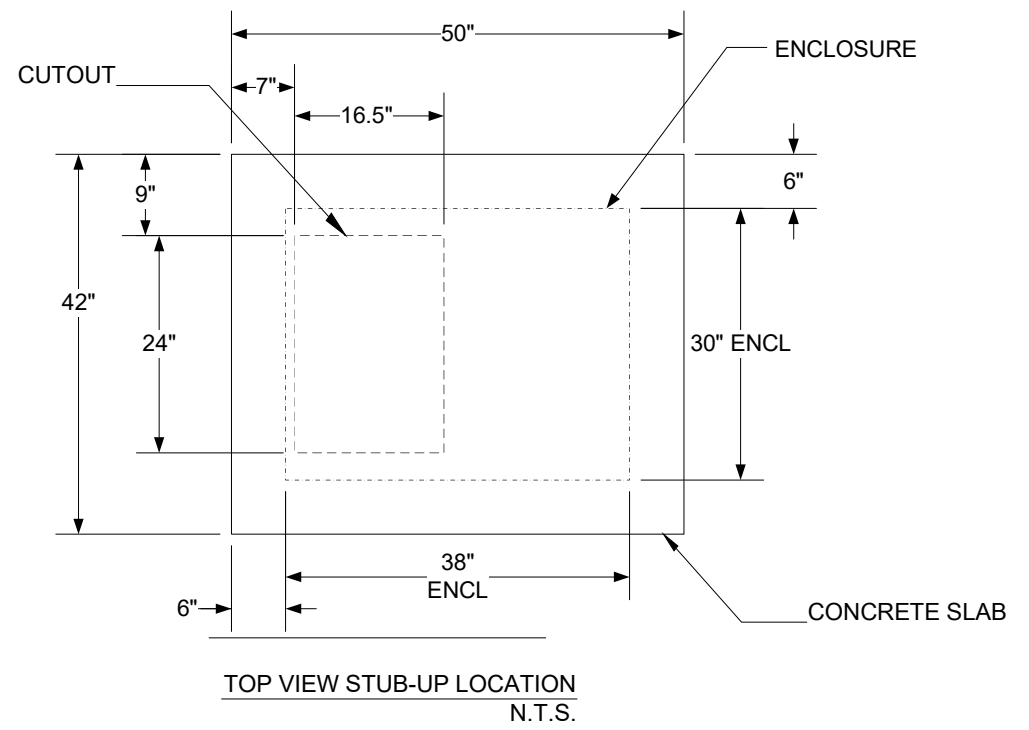 50"
ENCLOSURE
CUTOUT
7"
16.5"
9"
6"
42"
24"
30" ENCL
38"
ENCL
6"
CONCRETE SLAB
TOP VIEW STUB-UP LOCATION
N.T.S.